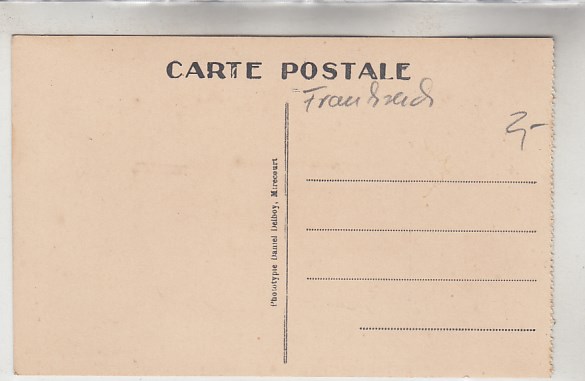 CARTE POSTALE
Frankreich
2,-
Phototypie Daniel Delboy, Mirecourt